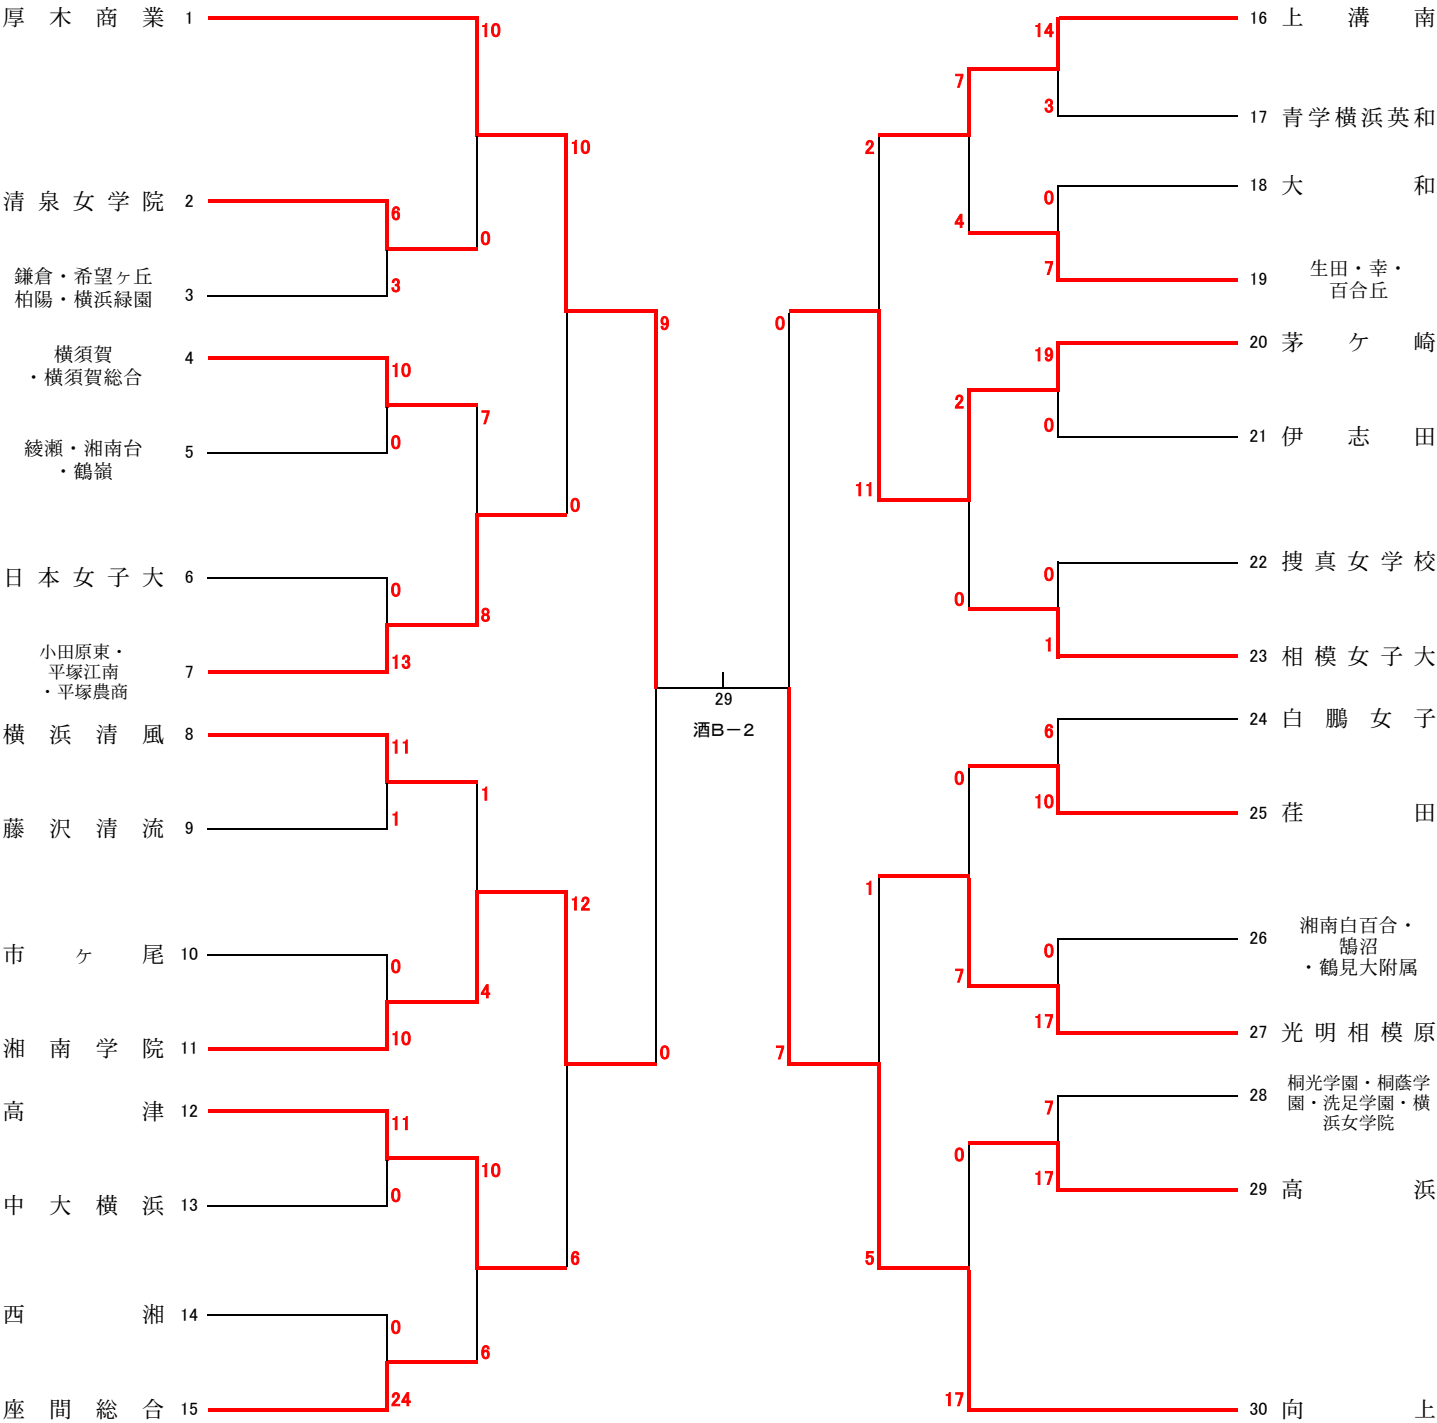 厚木商業 1
10
10
清泉女学院 2
6
0
鎌倉・希望ヶ丘
柏陽・横浜緑園 3
3
9
横須賀
・横須賀総合 4
10
7
綾瀬・湘南台
・鶴嶺 5
0
0
日本女子大 6
0
8
小田原東・
平塚江南
・平塚農商 7
13
横浜清風 8
11
1
藤沢清流 9
1
12
市ヶ尾 10
0
4
湘南学院 11
10
0
高津 12
11
10
中大横浜 13
0
6
西湘 14
0
6
座間総合 15
24
29
酒B－2
14
16 上溝南
7
3
17 青学横浜英和
2
0
18 大和
4
7
19 生田・幸・
百合丘
0
19
20 茅ケ崎
2
0
21 伊志田
11
0
22 捜真女学校
0
1
23 相模女子大
6
24 白鵬女子
0
10
25 荏田
1
0
26 湘南白百合・
鵠沼
・鶴見大附属
7
17
27 光明相模原
7
7
28 桐光学園・桐蔭学
園・洗足学園・横
浜女学院
0
17
29 高浜
5
17
30 向上